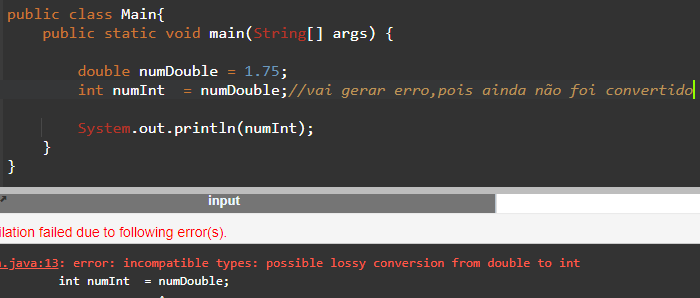 public class Main{
public static void main(String[] args) {
double numDouble = 1.75;
int numInt  = numDouble;//vai gerar erro,pois ainda não foi convertido
System.out.println(numInt);
}
}
input
ilation failed due to following error(s).
.java:13: error: incompatible types: possible lossy conversion from double to int
int numInt  = numDouble;